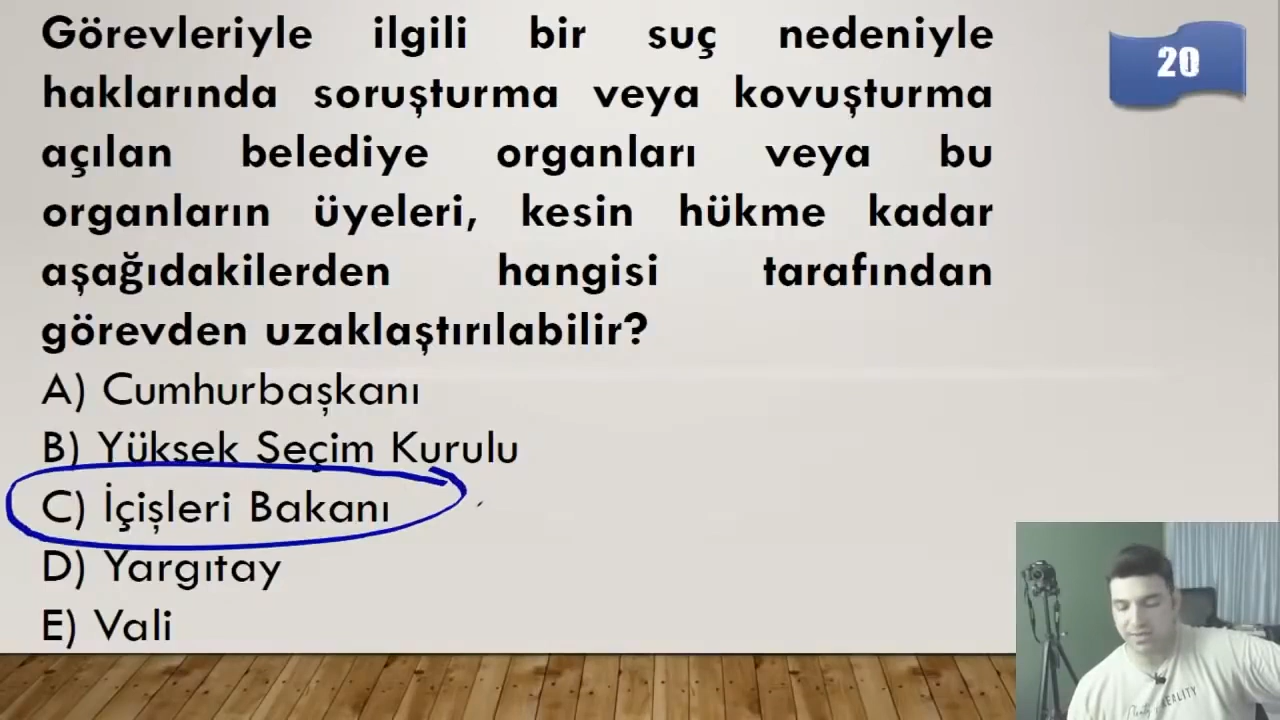 Görevleriyle ilgili bir suç nedeniyle
haklarında soruşturma veya kovuşturma
açılan belediye organları veya bu
organların üyeleri, kesin hükme kadar
aşağıdakilerden hangisi tarafından
görevden uzaklaştırılabilir?
A) Cumhurbaşkanı
B) Yüksek Seçim Kurulu
C) İçişleri Bakanı
D) Yargıtay
E) Vali
20
REALITY